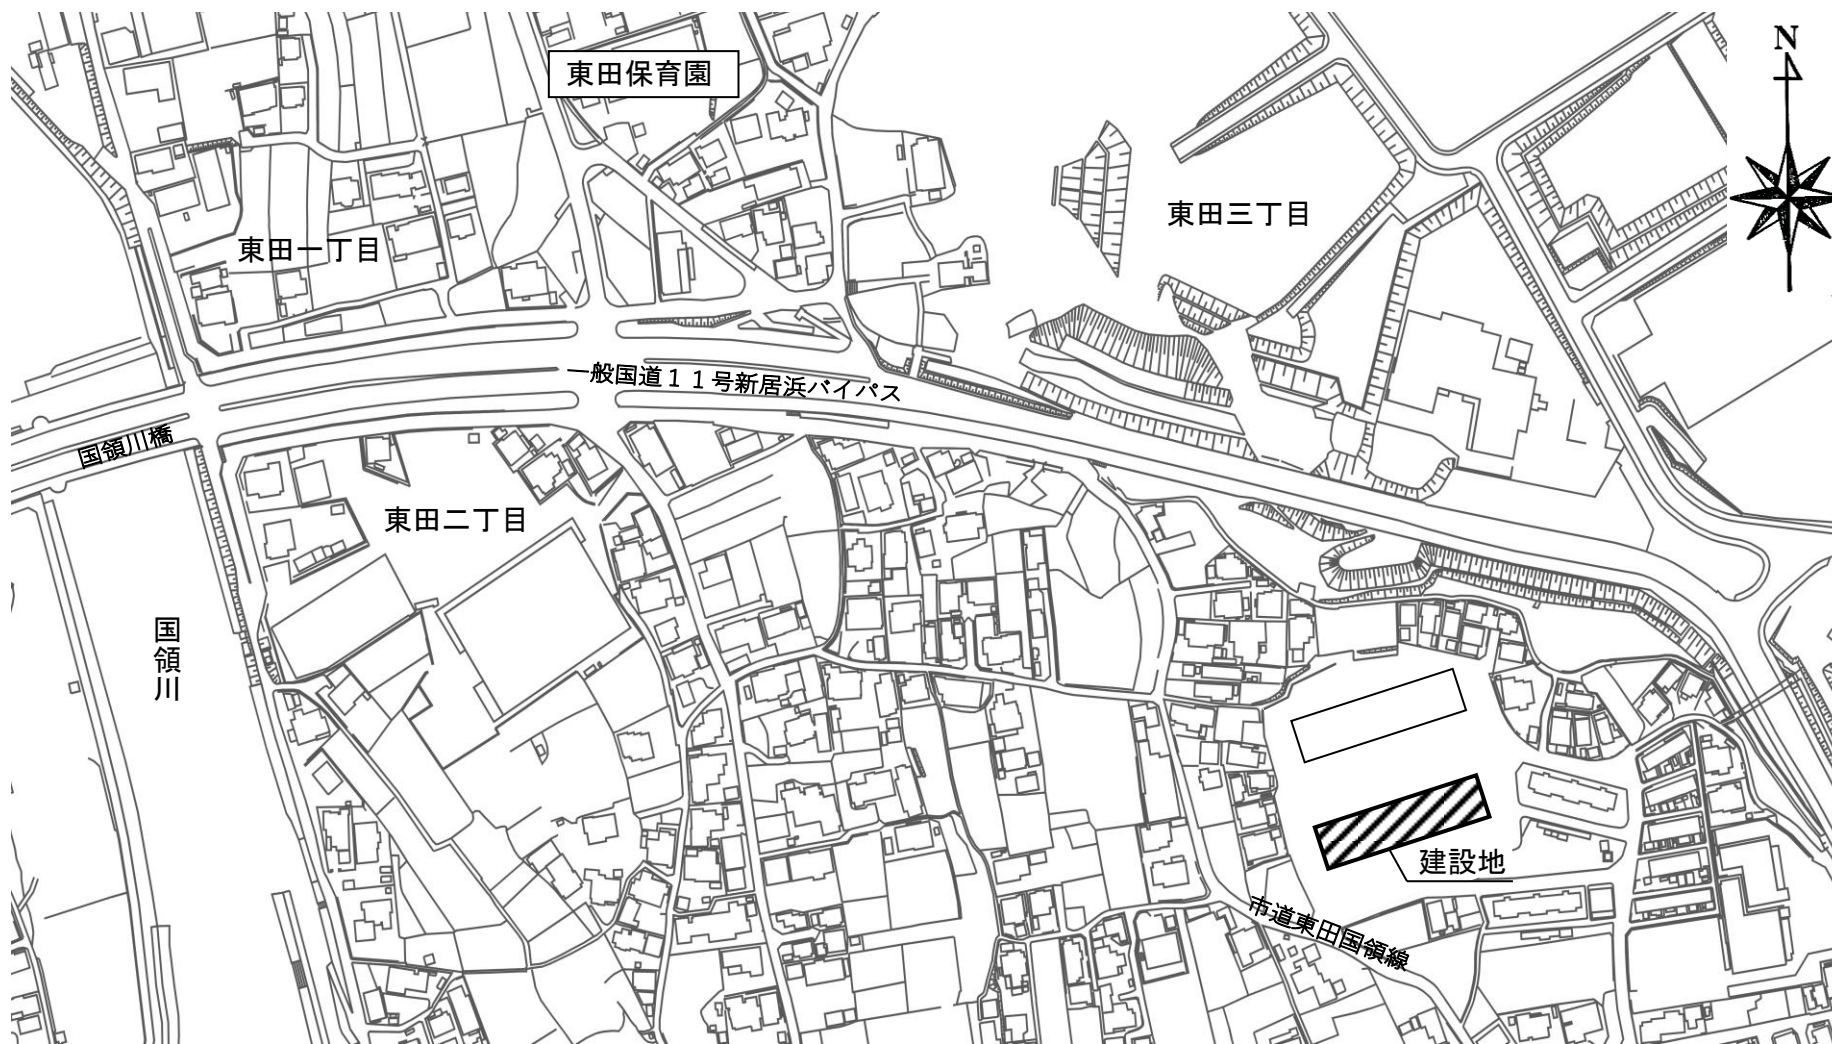 N
東田保育園
東田三丁目
東田一丁目
一般国道１１号新居浜バイパス
国領川橋
東田二丁目
国領川
建設地
市道東田国領線